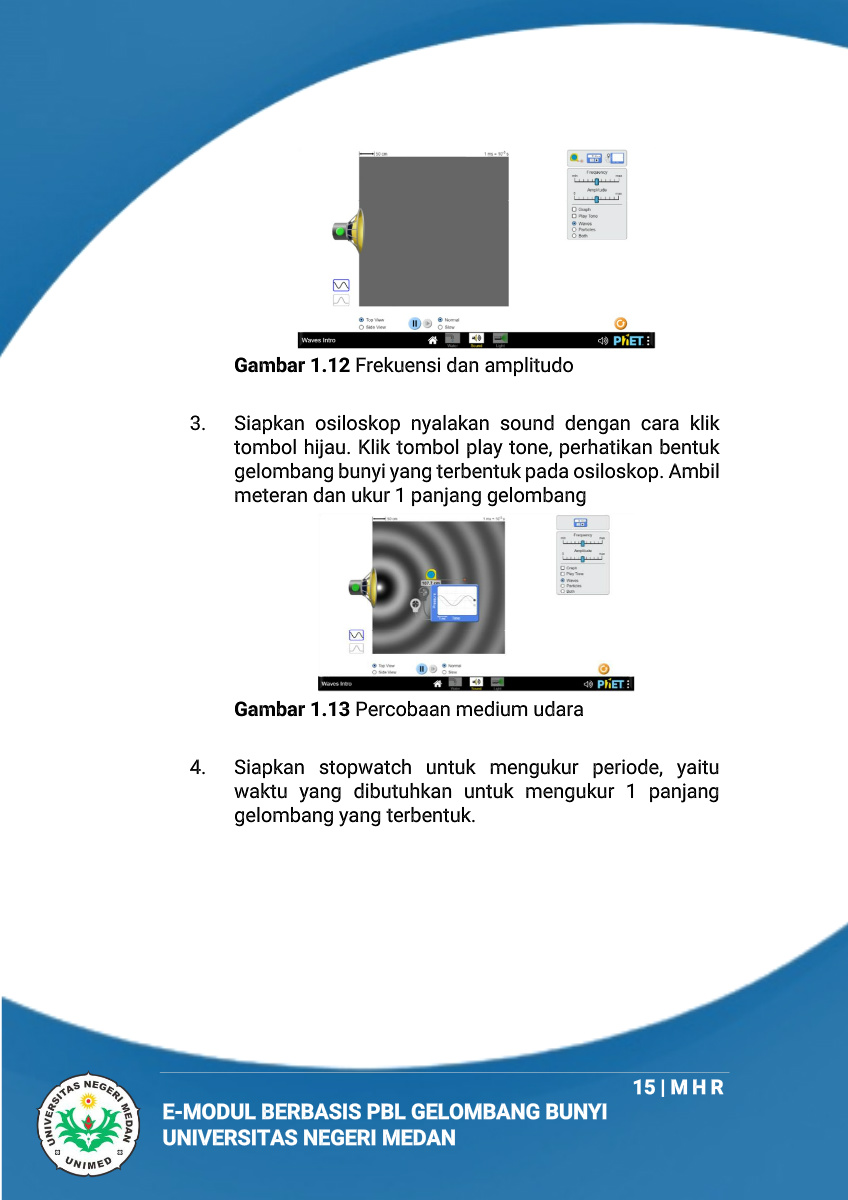 50 cm
1 ms = 10⁻³ s
Frequency
min max
Amplitude
0 max
Graph
Play Tone
Waves
Particles
Both
Top View
Side View
Normal
Slow
Waves Intro
Water
Sound
Light
PhET
Gambar 1.12 Frekuensi dan amplitudo
3. Siapkan osiloskop nyalakan sound dengan cara klik
tombol hijau. Klik tombol play tone, perhatikan bentuk
gelombang bunyi yang terbentuk pada osiloskop. Ambil
meteran dan ukur 1 panjang gelombang
50 cm
1 ms = 10⁻³ s
Frequency
min max
Amplitude
0 max
Graph
Play Tone
Waves
Particles
Both
Time
Top View
Side View
Normal
Slow
Waves Intro
Water
Sound
Light
PhET
Gambar 1.13 Percobaan medium udara
4. Siapkan stopwatch untuk mengukur periode, yaitu
waktu yang dibutuhkan untuk mengukur 1 panjang
gelombang yang terbentuk.
15 | M H R
E-MODUL BERBASIS PBL GELOMBANG BUNYI
UNIVERSITAS NEGERI MEDAN
UNIVERSITAS NEGERI MEDAN
UNIMED